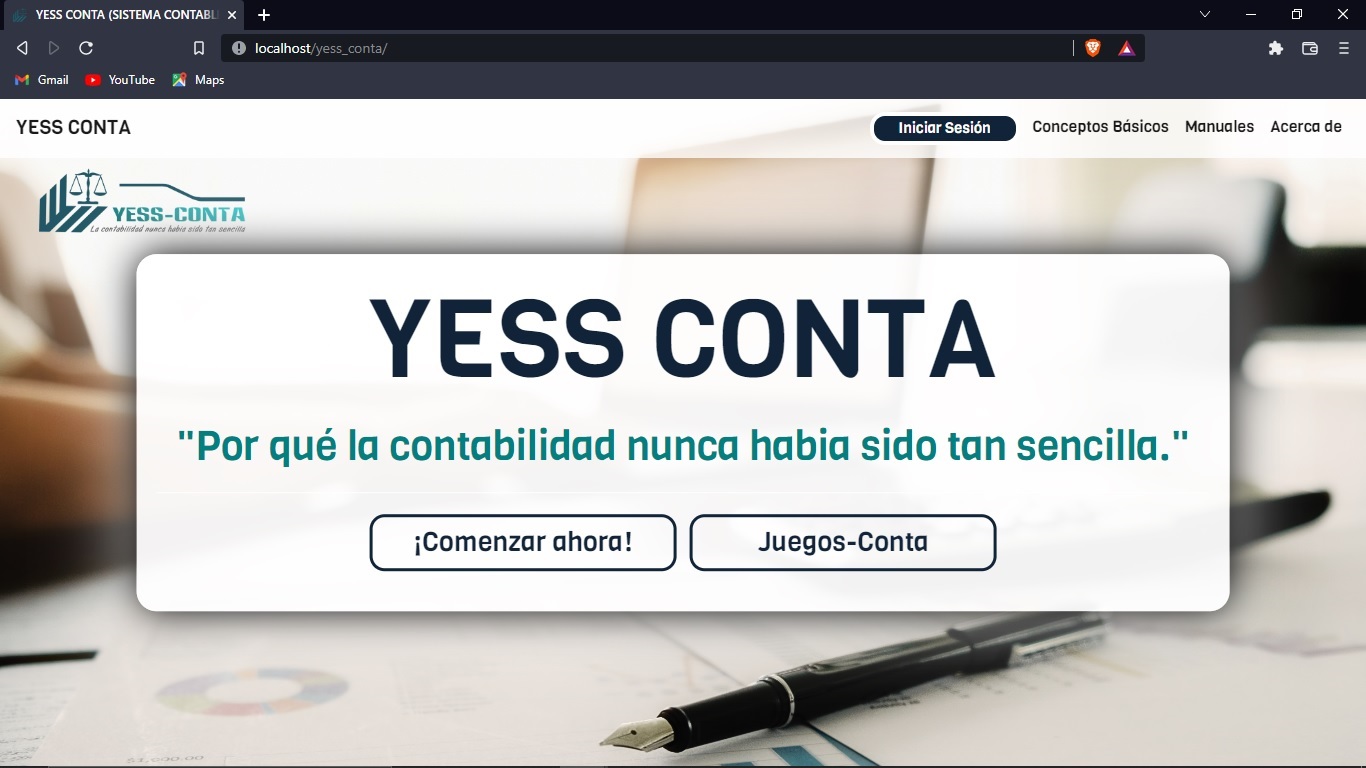 YESS CONTA (SISTEMA CONTABL
localhost/yess_conta/
Gmail YouTube Maps
YESS CONTA
Iniciar Sesión Conceptos Básicos Manuales Acerca de
YESS-CONTA
La contabilidad nunca habia sido tan sencilla
YESS CONTA
"Por qué la contabilidad nunca habia sido tan sencilla."
¡Comenzar ahora! Juegos-Conta